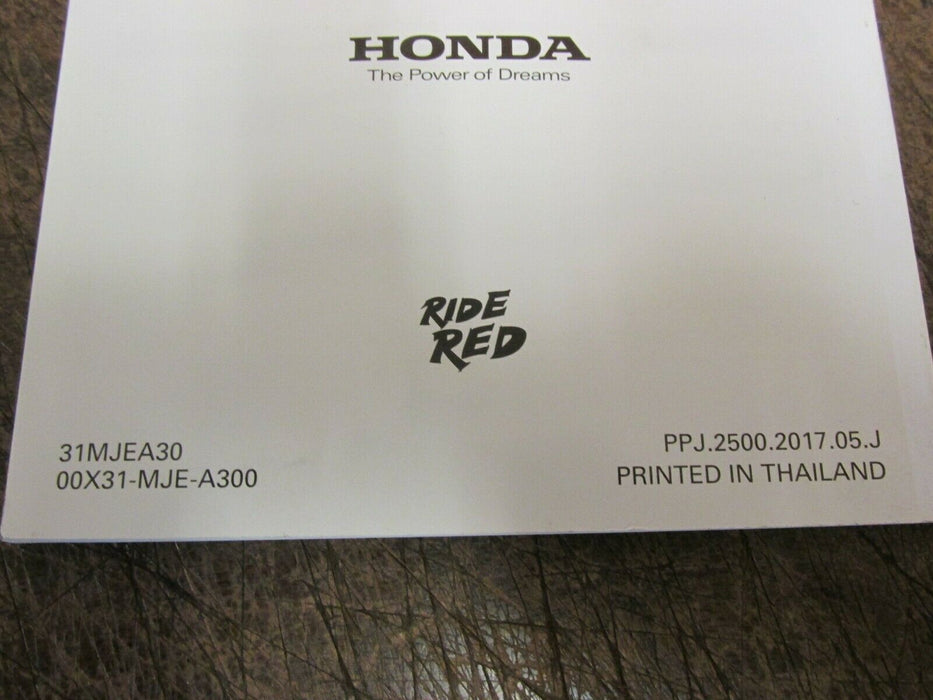 HONDA
The Power of Dreams
RIDE
RED
31MJEA30
00X31-MJE-A300
PPJ.2500.2017.05.J
PRINTED IN THAILAND